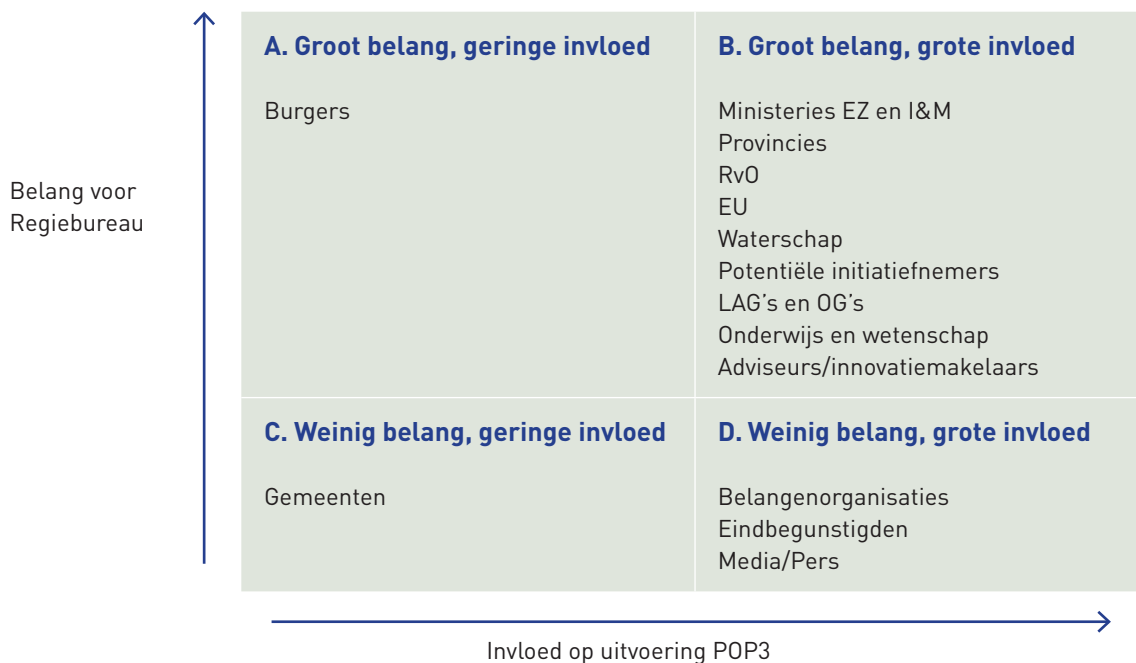 A. Groot belang, geringe invloed
Burgers
B. Groot belang, grote invloed
Ministeries EZ en I&M
Provincies
RvO
EU
Waterschap
Potentiële initiatiefnemers
LAG’s en OG’s
Onderwijs en wetenschap
Adviseurs/innovatiemakelaars
Belang voor
Regiebureau
C. Weinig belang, geringe invloed
Gemeenten
D. Weinig belang, grote invloed
Belangenorganisaties
Eindbegunstigden
Media/Pers
Invloed op uitvoering POP3